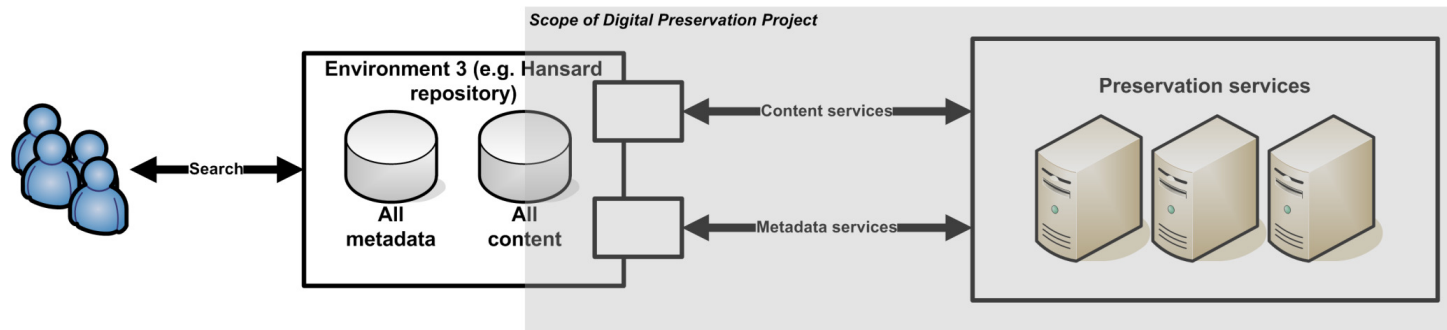 Scope of Digital Preservation Project
Environment 3 (e.g. Hansard
repository)
Preservation services
Content services
Search
All
metadata
All
content
Metadata services